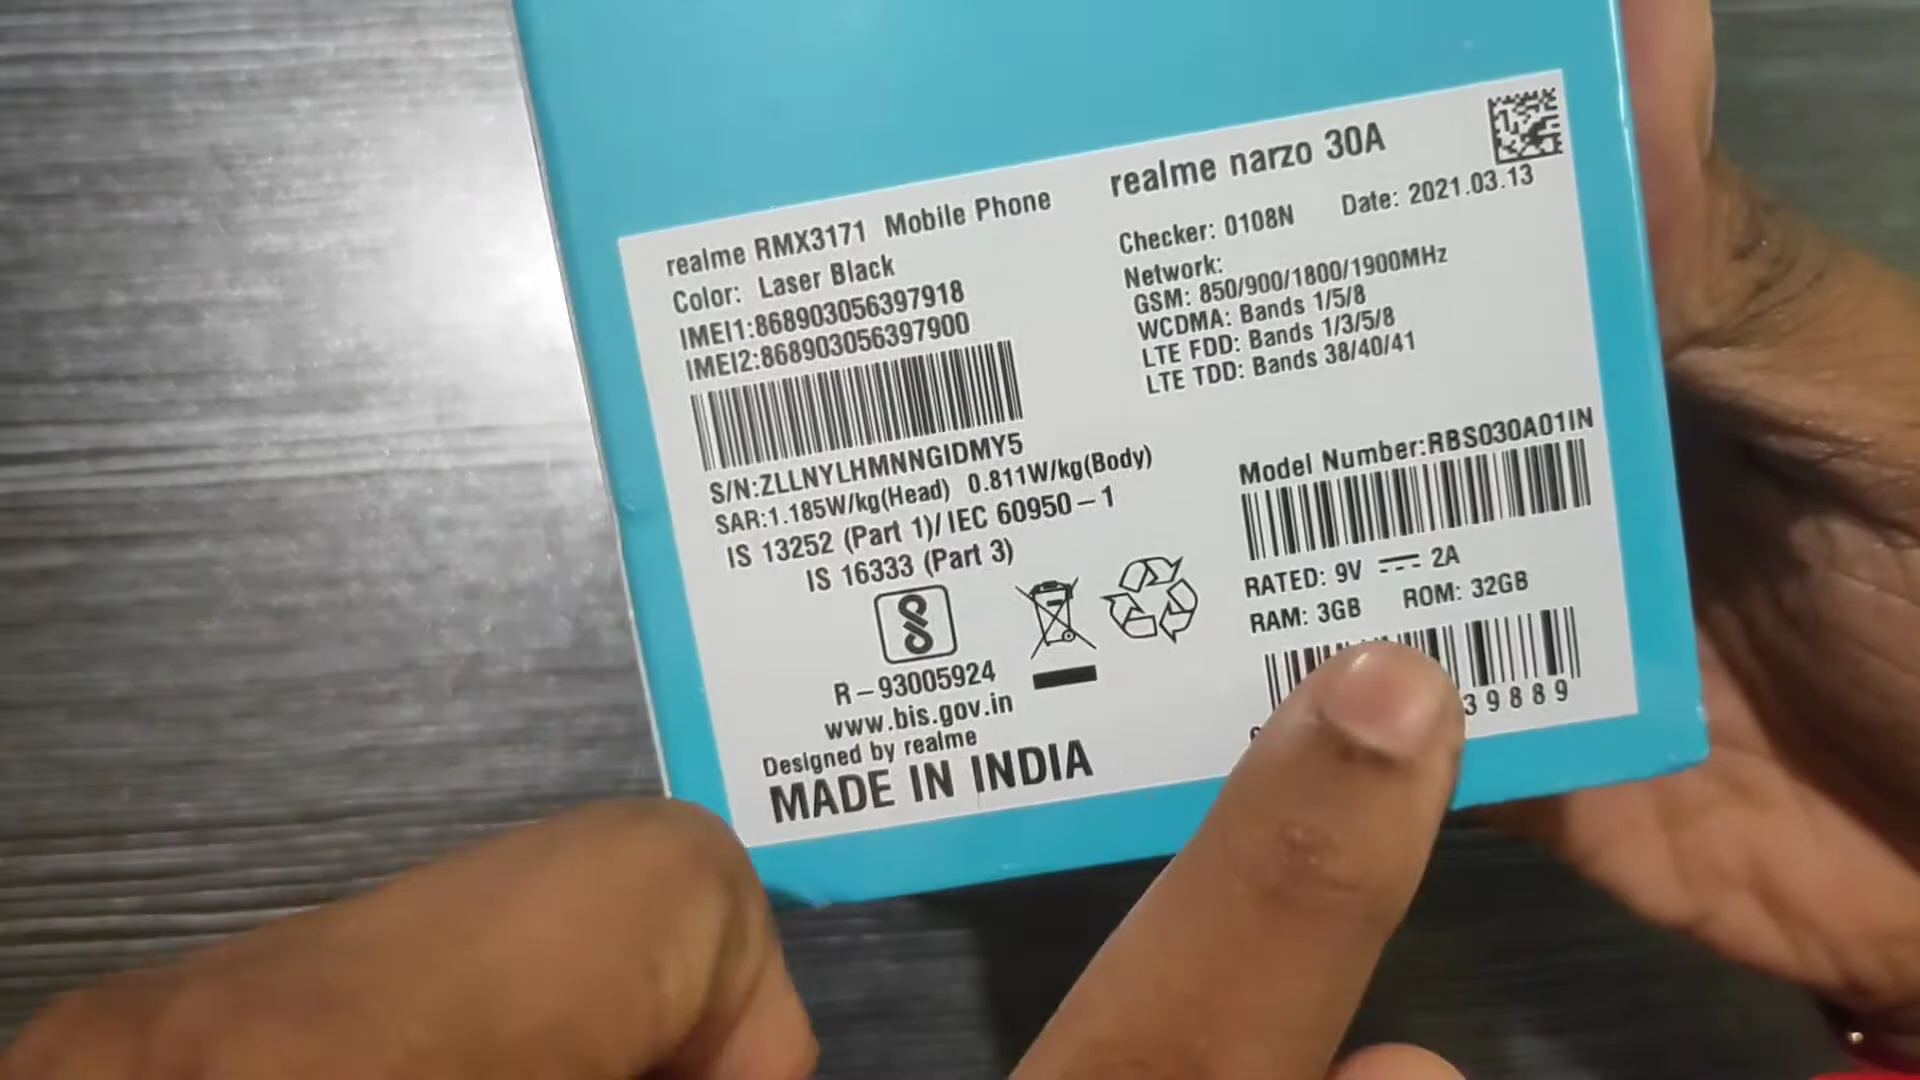 realme RMX3171 Mobile Phone
Color: Laser Black
IMEI1:868903056397918
IMEI2:868903056397900
S/N:ZLLNYLHMNNGIDMY5
SAR:1.185W/kg(Head) 0.811W/kg(Body)
IS 13252 (Part 1)/ IEC 60950-1
IS 16333 (Part 3)
R-93005924
www.bis.gov.in
Designed by realme
MADE IN INDIA
realme narzo 30A
Checker: 0108N Date: 2021.03.13
Network:
GSM: 850/900/1800/1900MHz
WCDMA: Bands 1/5/8
LTE FDD: Bands 1/3/5/8
LTE TDD: Bands 38/40/41
Model Number:RBS030A01IN
RATED: 9V ⎓ 2A
RAM: 3GB ROM: 32GB
39889